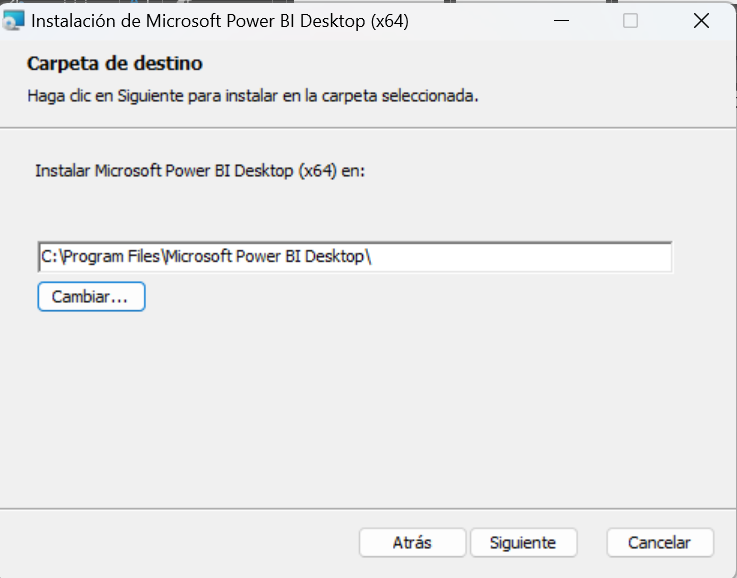 Instalación de Microsoft Power BI Desktop (x64)
Carpeta de destino
Haga clic en Siguiente para instalar en la carpeta seleccionada.
Instalar Microsoft Power BI Desktop (x64) en:
C:\Program Files\Microsoft Power BI Desktop\
Cambiar...
Atrás Siguiente Cancelar